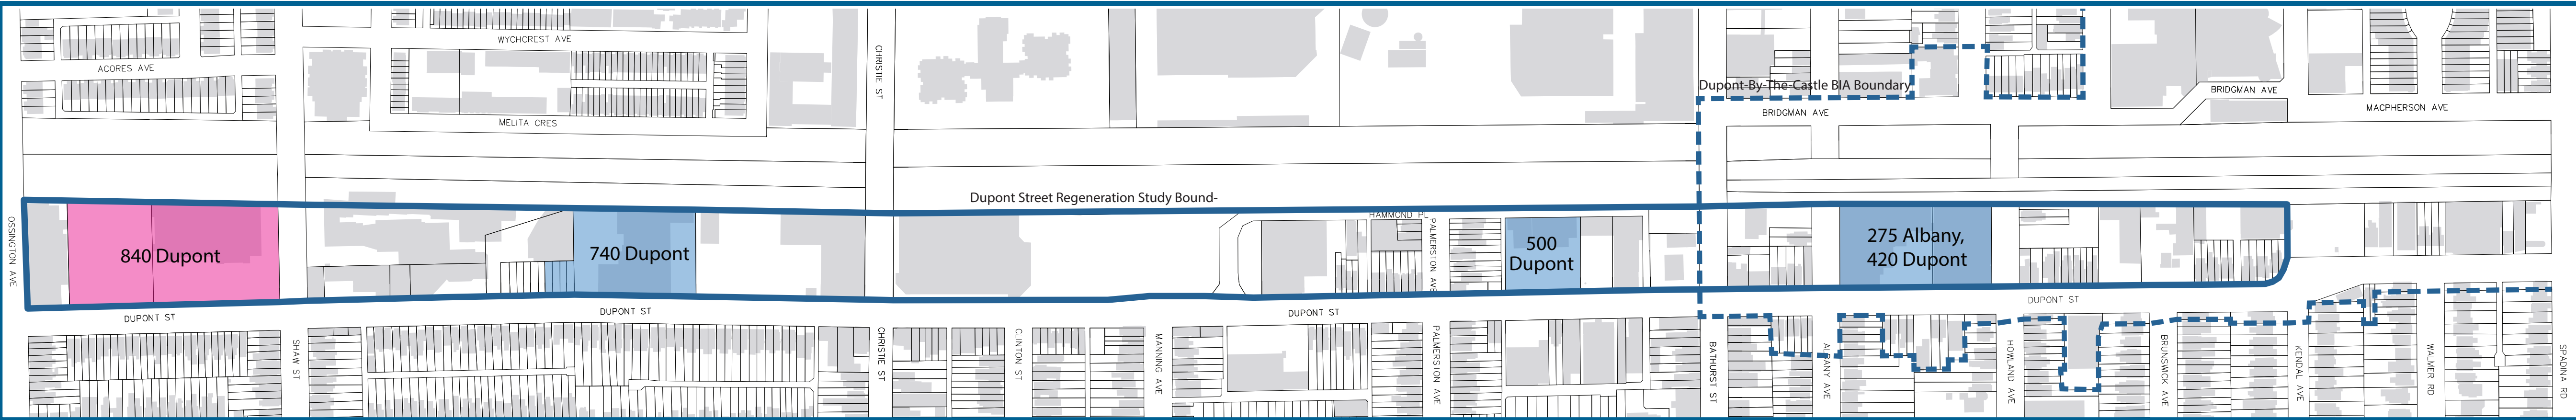 WYCHCREST AVE
ACORES AVE
MELITA CRES
CHRISTIE ST
Dupont-By-The-Castle BIA Boundary
BRIDGMAN AVE
BRIDGMAN AVE
MACPHERSON AVE
Dupont Street Regeneration Study Bound-
HAMMOND PL
OSSINGTON AVE
840 Dupont
740 Dupont
PALMERSTON AVE
500
Dupont
275 Albany,
420 Dupont
DUPONT ST
DUPONT ST
DUPONT ST
DUPONT ST
SHAW ST
CHRISTIE ST
CLINTON ST
MANNING AVE
PALMERSION AVE
BATHURST ST
ALBANY AVE
HOWLAND AVE
BRUNSWICK AVE
KENDAL AVE
WALMER RD
SPADINA RD